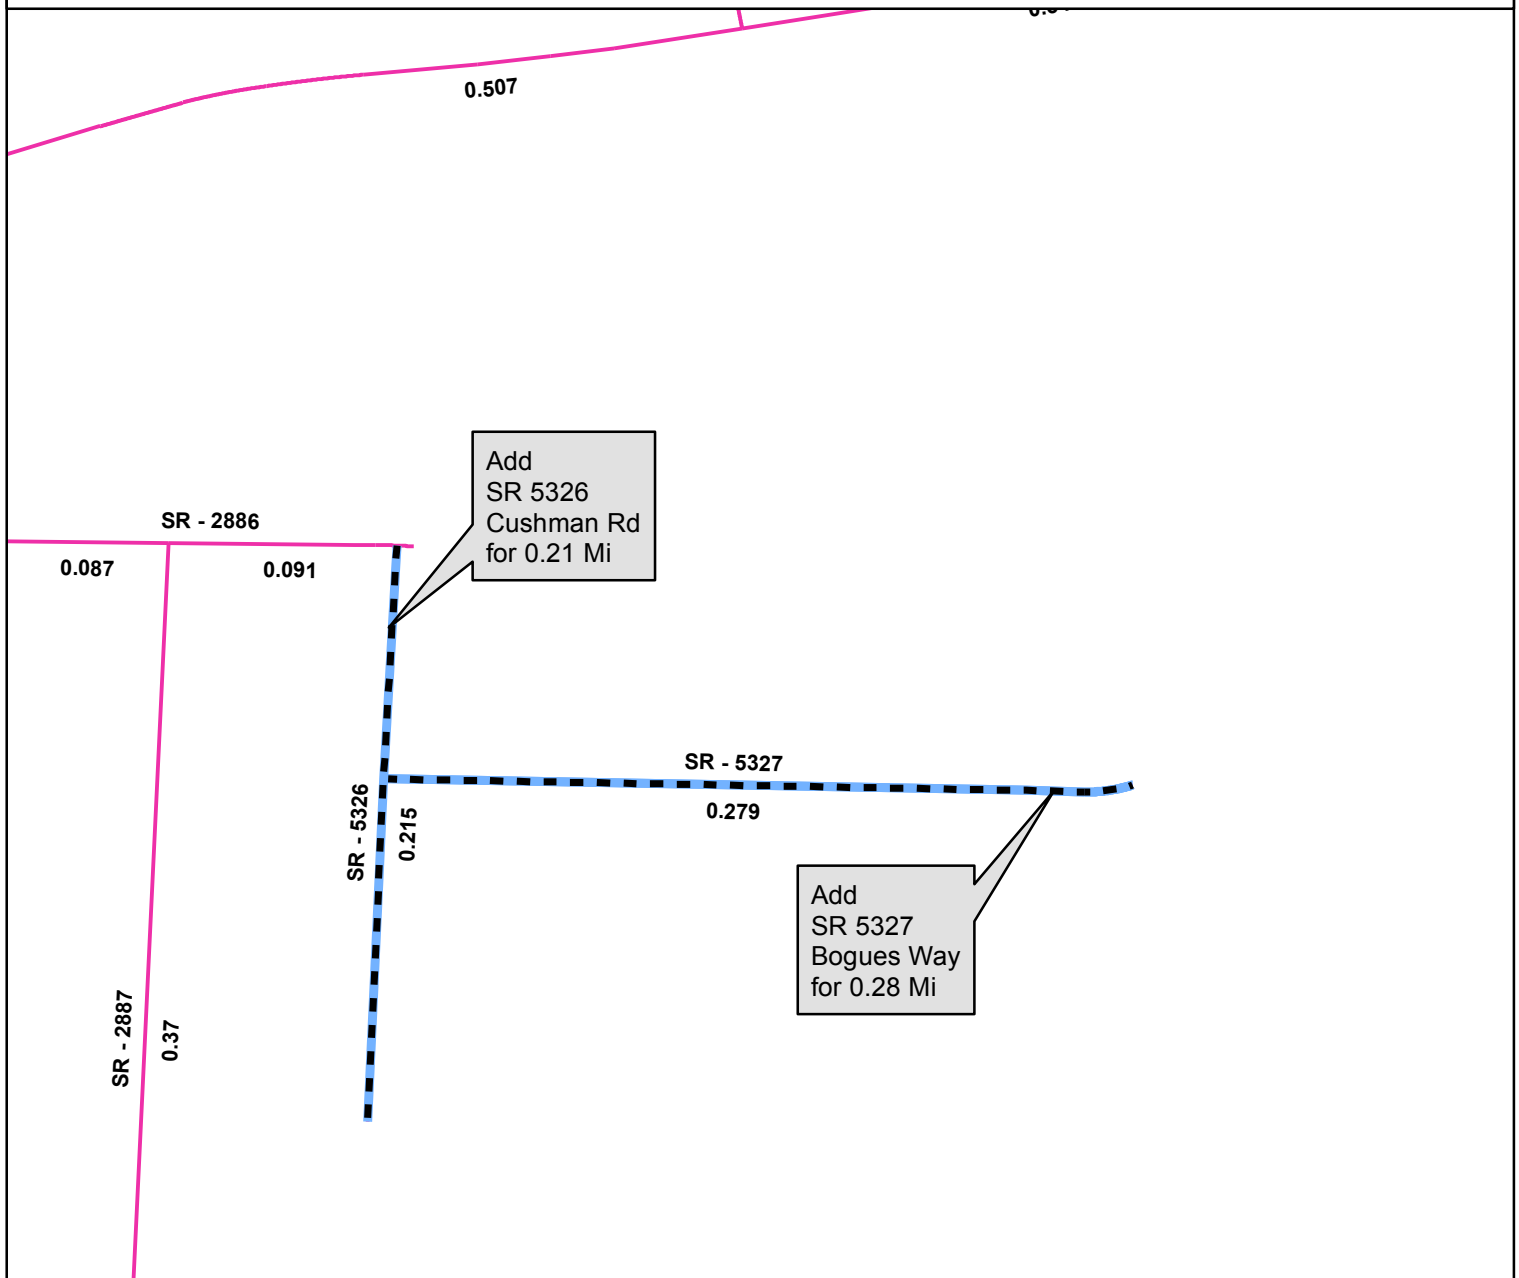 0.507
Add
SR 5326
Cushman Rd
for 0.21 Mi
SR - 2886
0.087
0.091
SR - 5327
0.279
SR - 5326
0.215
Add
SR 5327
Bogues Way
for 0.28 Mi
SR - 2887
0.37